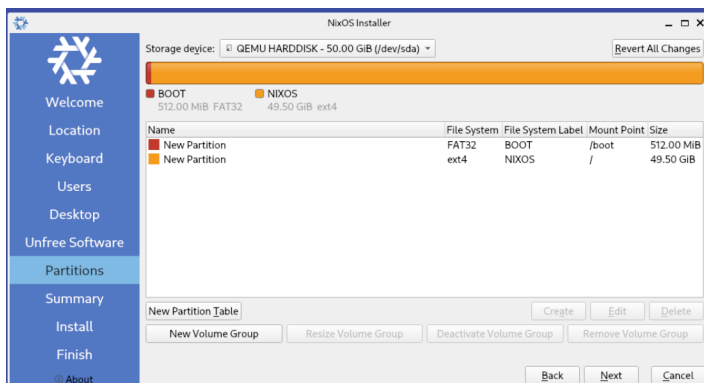 NixOS Installer
Storage device: QEMU HARDDISK - 50.00 GiB (/dev/sda) Revert All Changes
BOOT NIXOS
512.00 MiB FAT32 49.50 GiB ext4
Welcome
Location
Keyboard
Users
Desktop
Unfree Software
Partitions
Summary
Install
Finish
About
Name File System File System Label Mount Point Size
New Partition FAT32 BOOT /boot 512.00 MiB
New Partition ext4 NIXOS / 49.50 GiB
New Partition Table Create Edit Delete
New Volume Group Resize Volume Group Deactivate Volume Group Remove Volume Group
Back Next Cancel